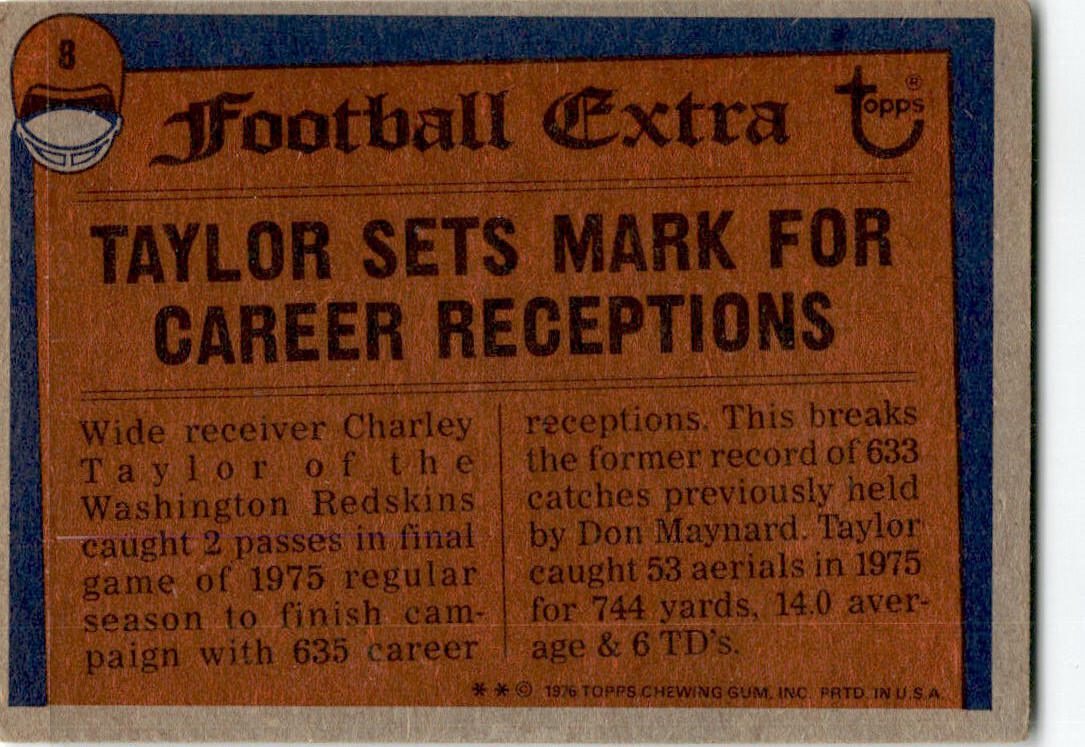 8
Football Extra
topps®
TAYLOR SETS MARK FOR
CAREER RECEPTIONS
Wide receiver Charley
Taylor of the
Washington Redskins
caught 2 passes in final
game of 1975 regular
season to finish cam-
paign with 635 career
receptions. This breaks
the former record of 633
catches previously held
by Don Maynard. Taylor
caught 53 aerials in 1975
for 744 yards, 14.0 aver-
age & 6 TD's.
* * © 1976 TOPPS CHEWING GUM, INC. PRTD. IN U.S.A.